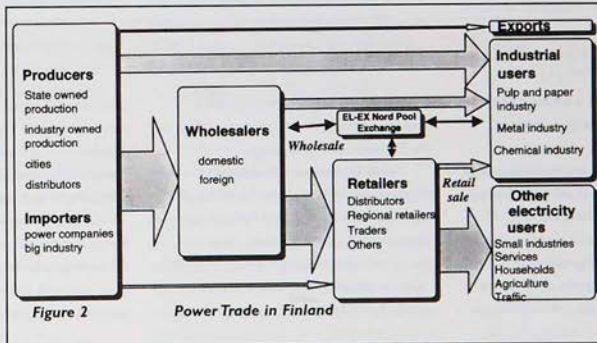 Producers
State owned
production
industry owned
production
cities
distributors
Importers
power companies
big industry
Figure 2
Wholesalers
domestic
foreign
Wholesale
EL-EX Nord Pool
Exchange
Retailers
Distributors
Regional retailers
Traders
Others
Retail
sale
Exports
Industrial
users
Pulp and paper
industry
Metal industry
Chemical industry
Other
electricity
users
Small industries
Services
Households
Agriculture
Traffic
Power Trade in Finland